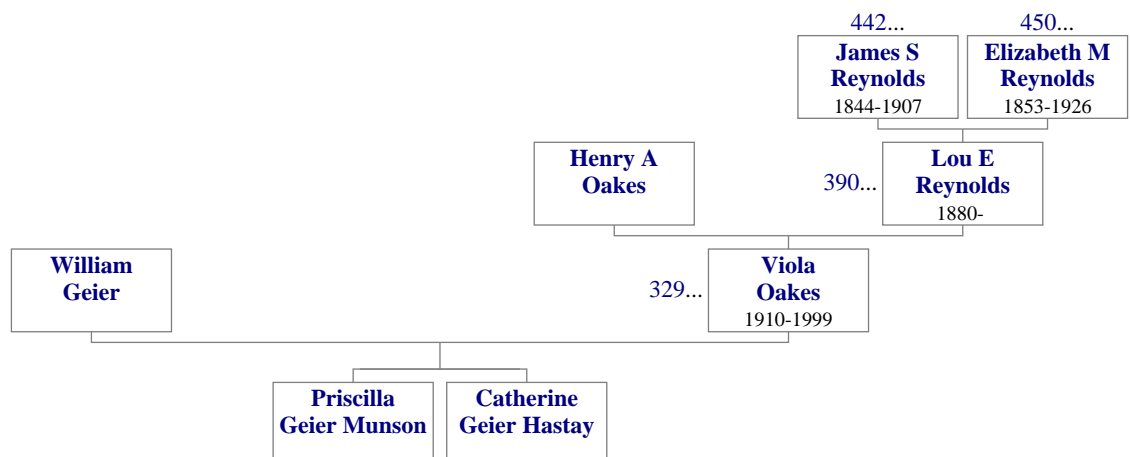 442...
450...
James S
Reynolds
1844-1907
Elizabeth M
Reynolds
1853-1926
Henry A
Oakes
390...
Lou E
Reynolds
1880-
William
Geier
329...
Viola
Oakes
1910-1999
Priscilla
Geier Munson
Catherine
Geier Hastay